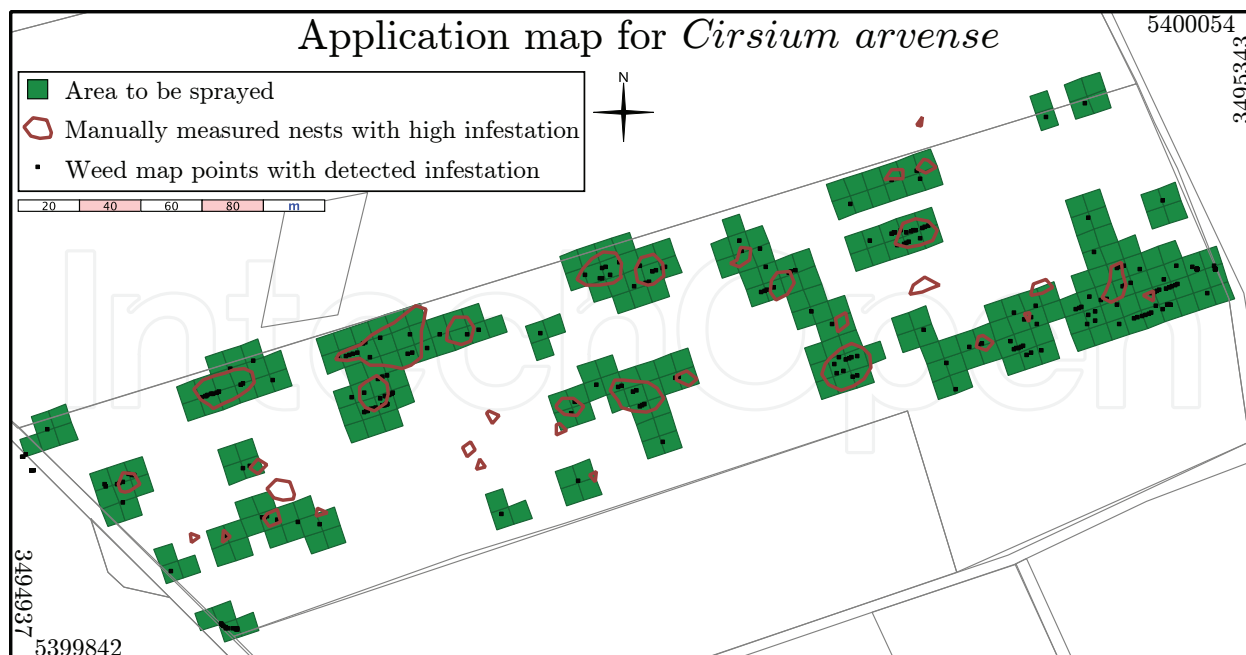 Application map for Cirsium arvense
5400054
3495343
Area to be sprayed
Manually measured nests with high infestation
Weed map points with detected infestation
N
20 40 60 80 m
IntechOpen
3494937
5399842